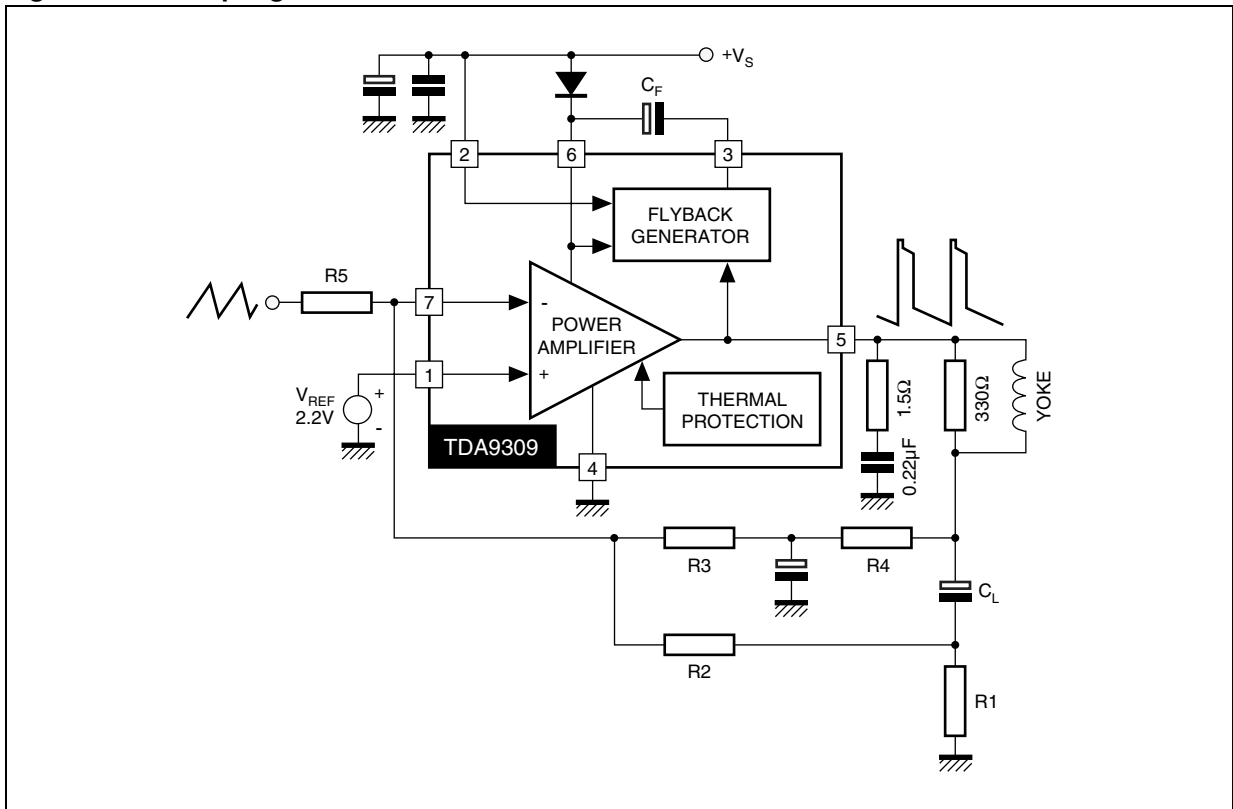 +VS
CF
2
6
3
FLYBACK
GENERATOR
R5
7
-
POWER
AMPLIFIER
5
1
+
VREF
2.2V
+
-
THERMAL
PROTECTION
1.5Ω
330Ω
YOKE
TDA9309
4
0.22µF
R3
R4
CL
R2
R1